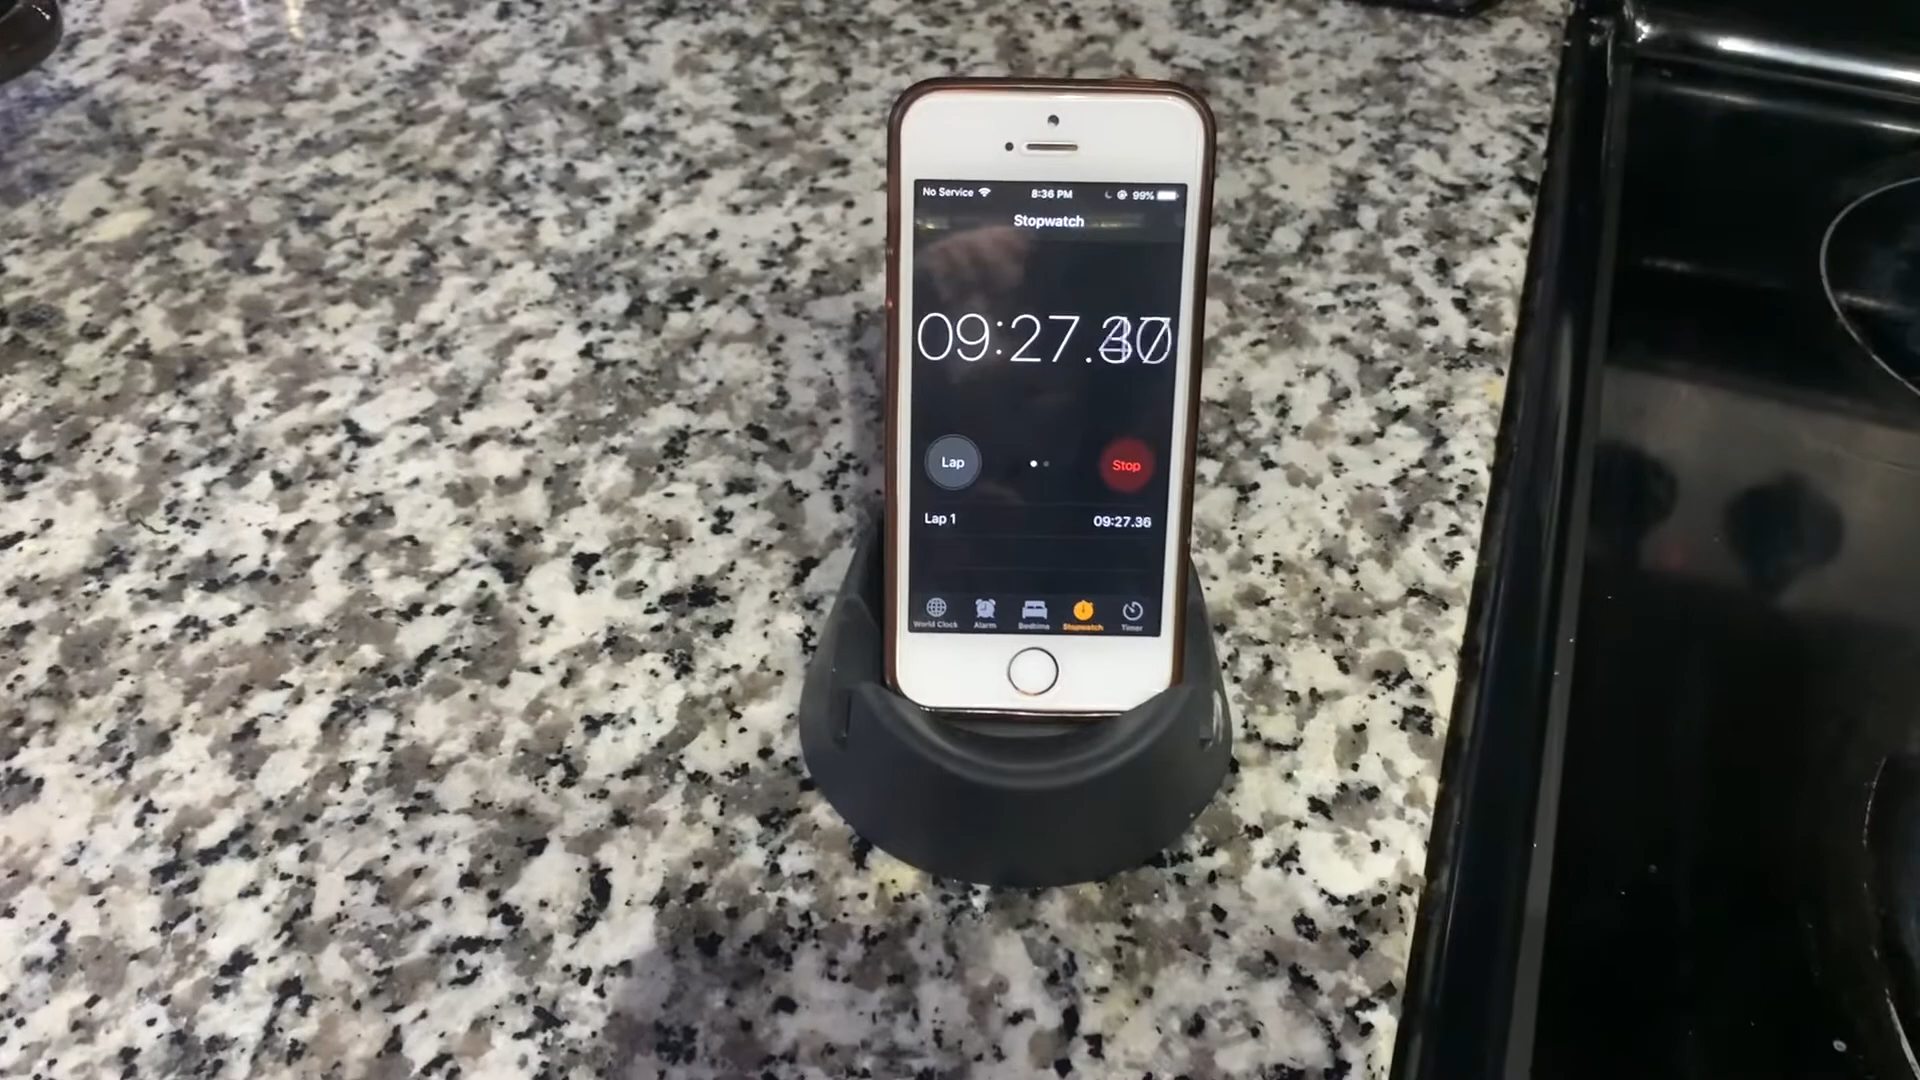 No Service 8:36 PM 99%
Stopwatch
09:27.
Lap Stop
Lap 1 09:27.36
World Clock Alarm Bedtime Stopwatch Timer